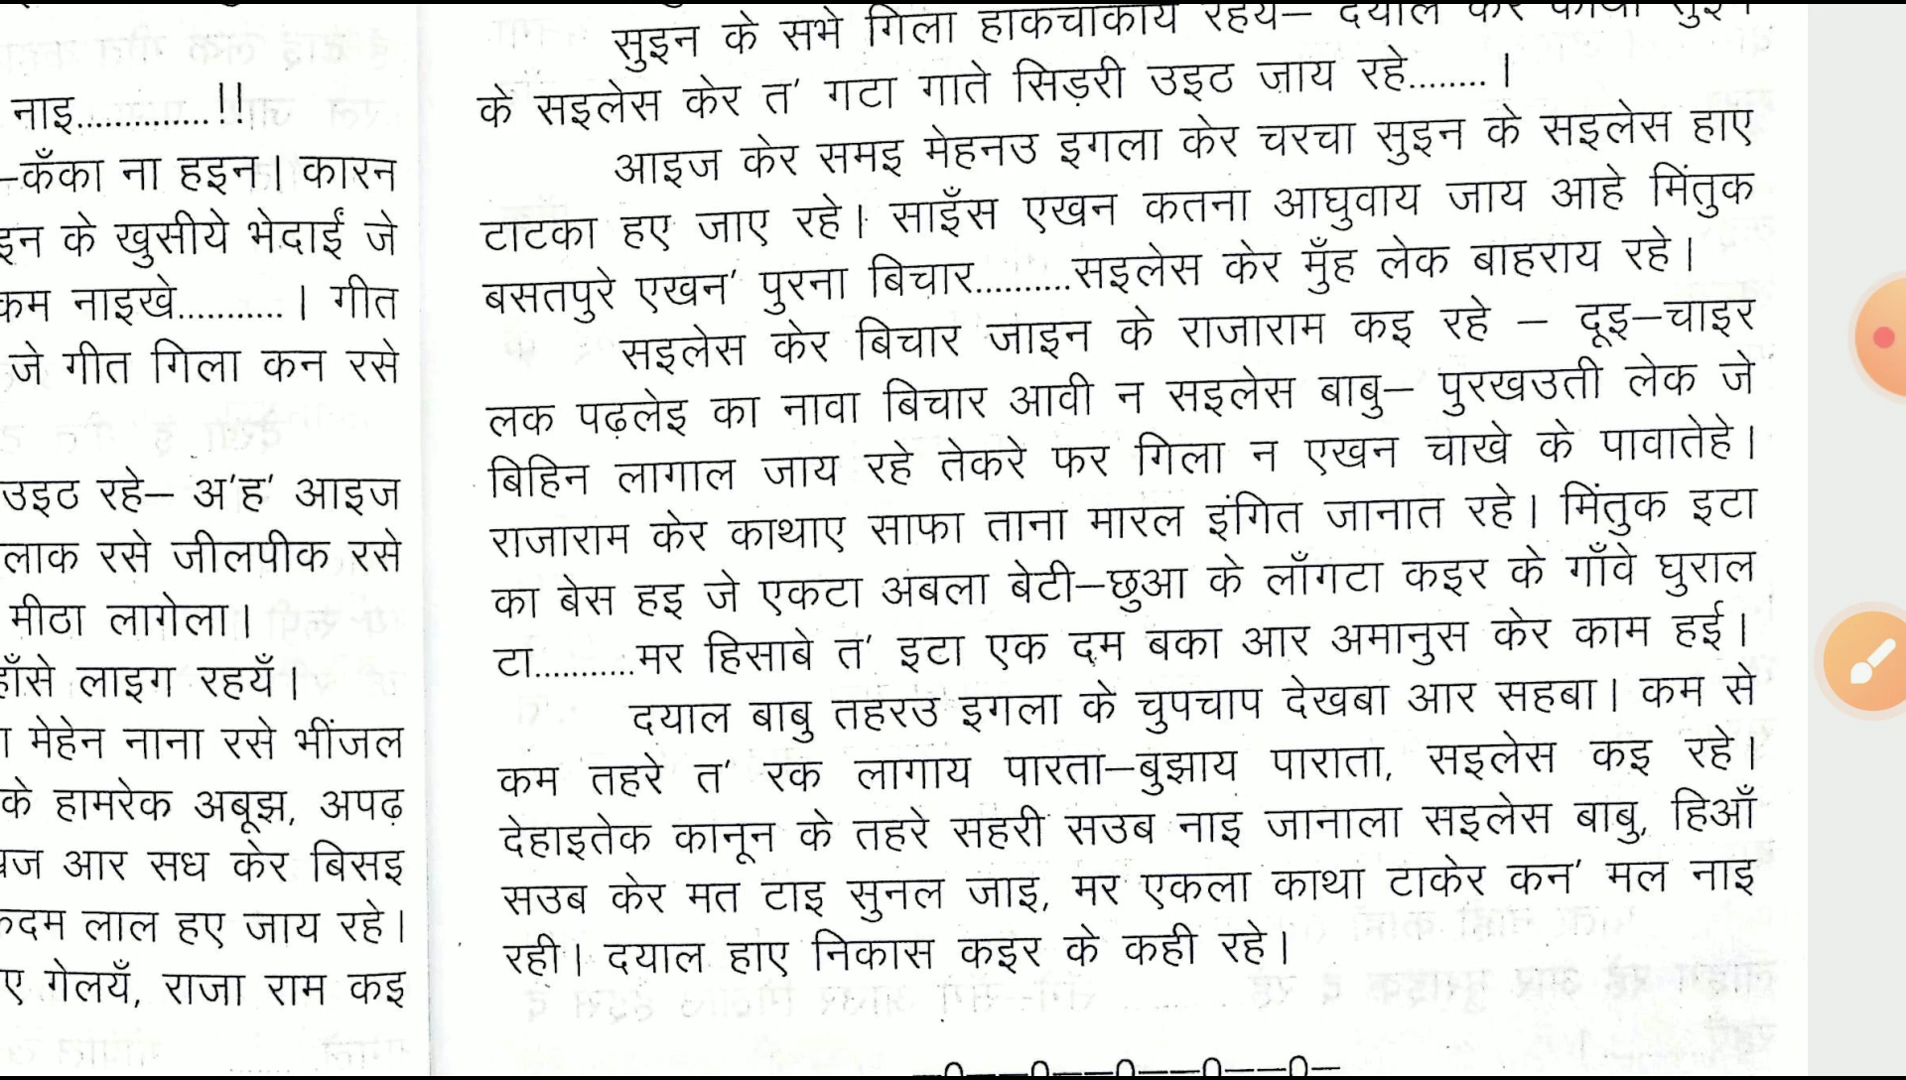 नाइ..............!!
–कँका ना हइन। कारन
इन के खुसीये भेदाईं जे
कम नाइखे............। गीत
जे गीत गिला कन रसे
उइठ रहे– अ'ह' आइज
लाक रसे जीलपीक रसे
मीठा लागेला।
हाँसे लाइग रहयँ।
मेहेन नाना रसे भींजल
के हामरेक अबूझ, अपढ़
आर सध केर बिसइ
कदम लाल हए जाय रहे।
ए गेलयँ, राजा राम कइ
सुइन के सभे गिला हाकचाकाय रहय– दयाल केर काथा सुइ
के सइलेस केर त' गटा गाते सिड़री उइठ जाय रहे........।
आइज केर समइ मेहनउ इगला केर चरचा सुइन के सइलेस हाए
टाटका हए जाए रहे। साइँस एखन कतना आघुवाय जाय आहे मिंतुक
बसतपुरे एखन' पुरना बिचार..........सइलेस केर मुँह लेक बाहराय रहे।
सइलेस केर बिचार जाइन के राजाराम कइ रहे – दूइ–चाइर
लक पढ़लेइ का नावा बिचार आवी न सइलेस बाबु– पुरखउती लेक जे
बिहिन लागाल जाय रहे तेकरे फर गिला न एखन चाखे के पावातेहे।
राजाराम केर काथाए साफा ताना मारल इंगित जानात रहे। मिंतुक इटा
का बेस हइ जे एकटा अबला बेटी–छुआ के लाँगटा कइर के गाँवे घुराल
टा...........मर हिसाबे त' इटा एक दम बका आर अमानुस केर काम हई।
दयाल बाबु तहरउ इगला के चुपचाप देखबा आर सहबा। कम से
कम तहरे त' रक लागाय पारता–बुझाय पाराता, सइलेस कइ रहे।
देहाइतेक कानून के तहरे सहरी सउब नाइ जानाला सइलेस बाबु, हिआँ
सउब केर मत टाइ सुनल जाइ, मर एकला काथा टाकेर कन' मल नाइ
रही। दयाल हाए निकास कइर के कही रहे।
–0––0––0––0––0–